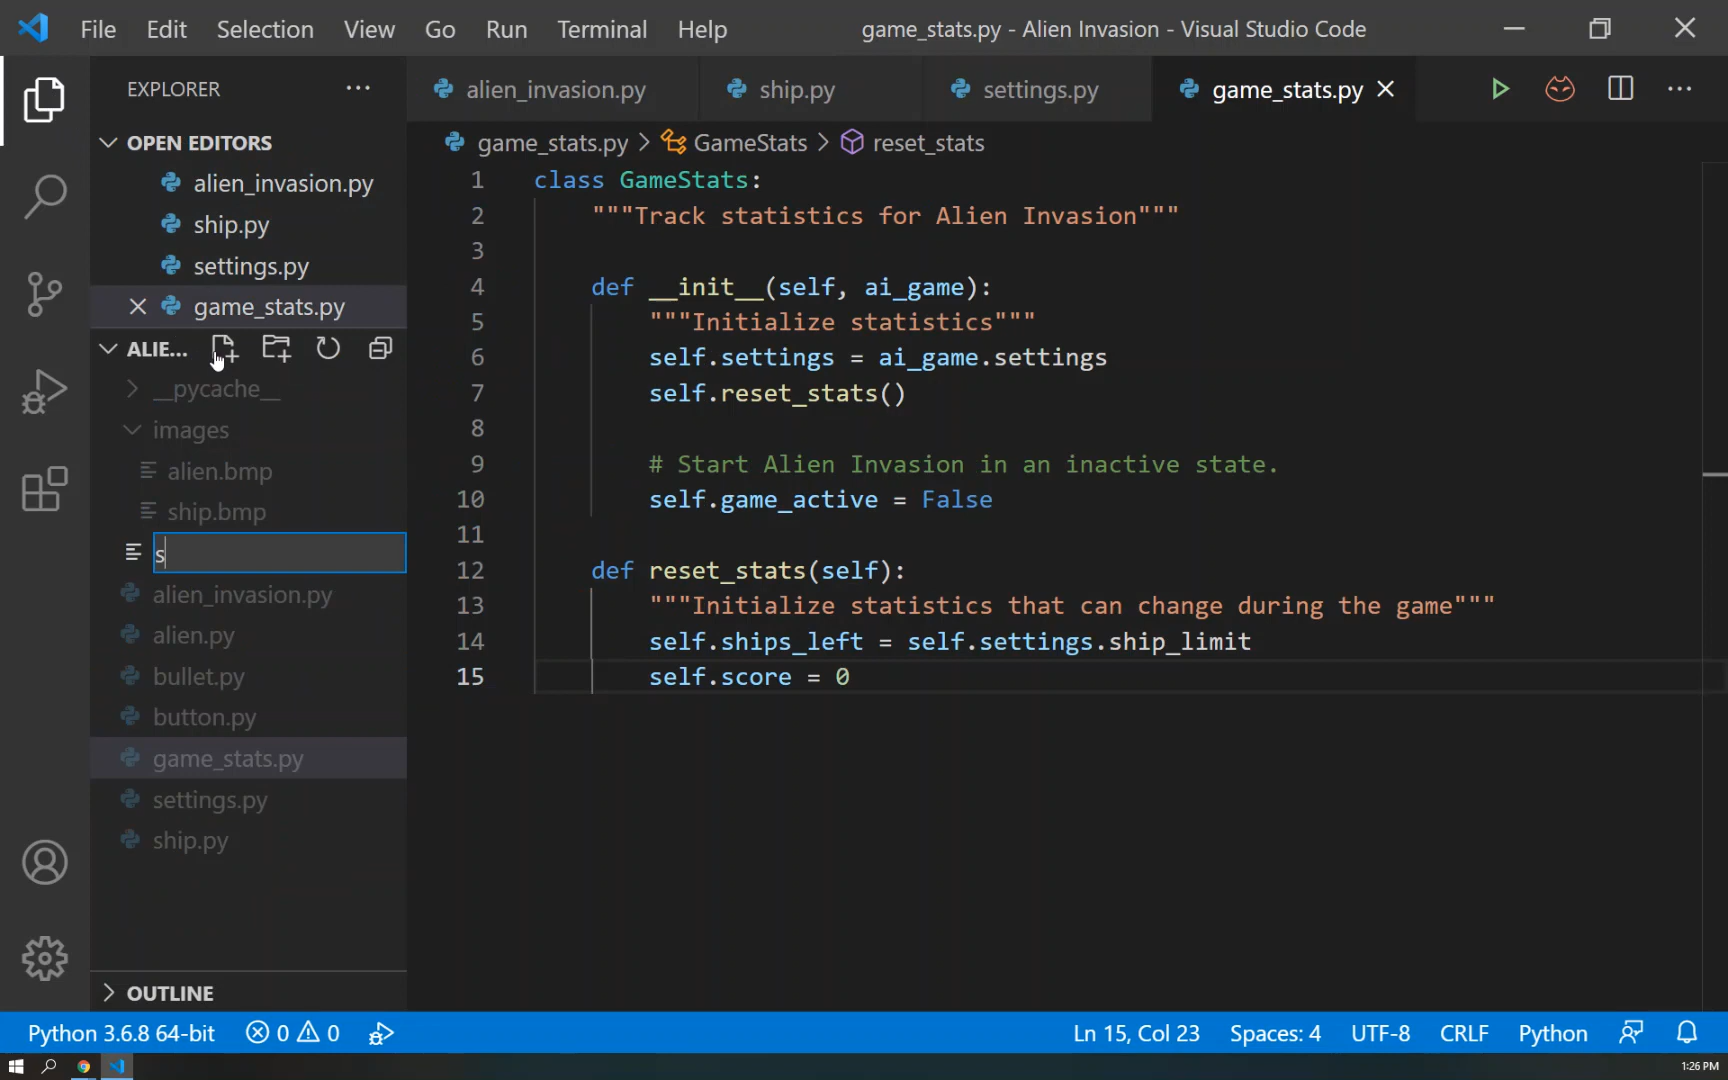 File Edit Selection View Go Run Terminal Help game_stats.py - Alien Invasion - Visual Studio Code
EXPLORER
OPEN EDITORS
alien_invasion.py
ship.py
settings.py
game_stats.py
ALIE...
__pycache__
images
alien.bmp
ship.bmp
s
alien_invasion.py
alien.py
bullet.py
button.py
game_stats.py
settings.py
ship.py
OUTLINE
alien_invasion.py ship.py settings.py game_stats.py
game_stats.py > GameStats > reset_stats
1 class GameStats:
2 """Track statistics for Alien Invasion"""
3
4 def __init__(self, ai_game):
5 """Initialize statistics"""
6 self.settings = ai_game.settings
7 self.reset_stats()
8
9 # Start Alien Invasion in an inactive state.
10 self.game_active = False
11
12 def reset_stats(self):
13 """Initialize statistics that can change during the game"""
14 self.ships_left = self.settings.ship_limit
15 self.score = 0
Python 3.6.8 64-bit 0 0 Ln 15, Col 23 Spaces: 4 UTF-8 CRLF Python
1:26 PM